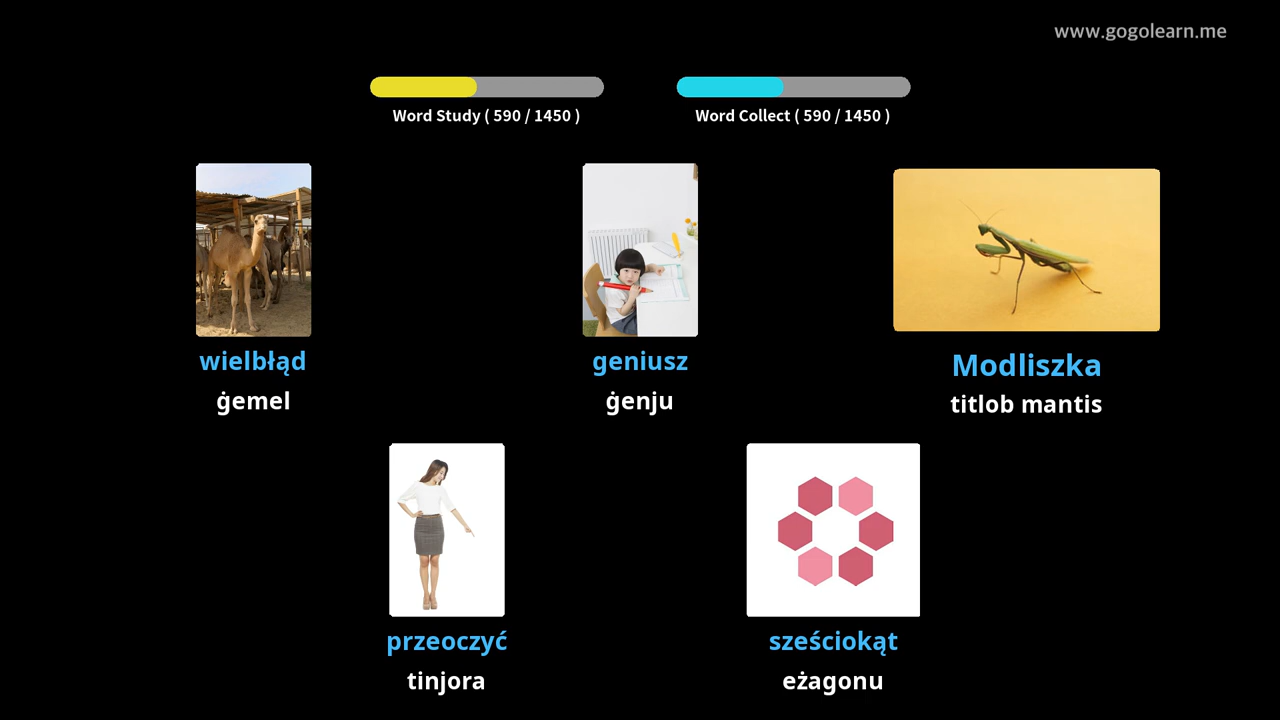 www.gogolearn.me
Word Study ( 590 / 1450 )
Word Collect ( 590 / 1450 )
wielbłąd
ġemel
geniusz
ġenju
Modliszka
titlob mantis
przeoczyć
tinjora
sześciokąt
eżagonu